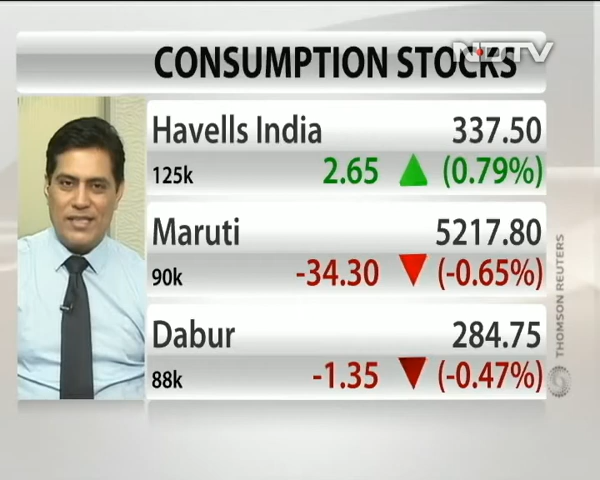 NDTV
CONSUMPTION STOCKS
Havells India 337.50
125k 2.65 (0.79%)
Maruti 5217.80
90k -34.30 (-0.65%)
Dabur 284.75
88k -1.35 (-0.47%)
THOMSON REUTERS